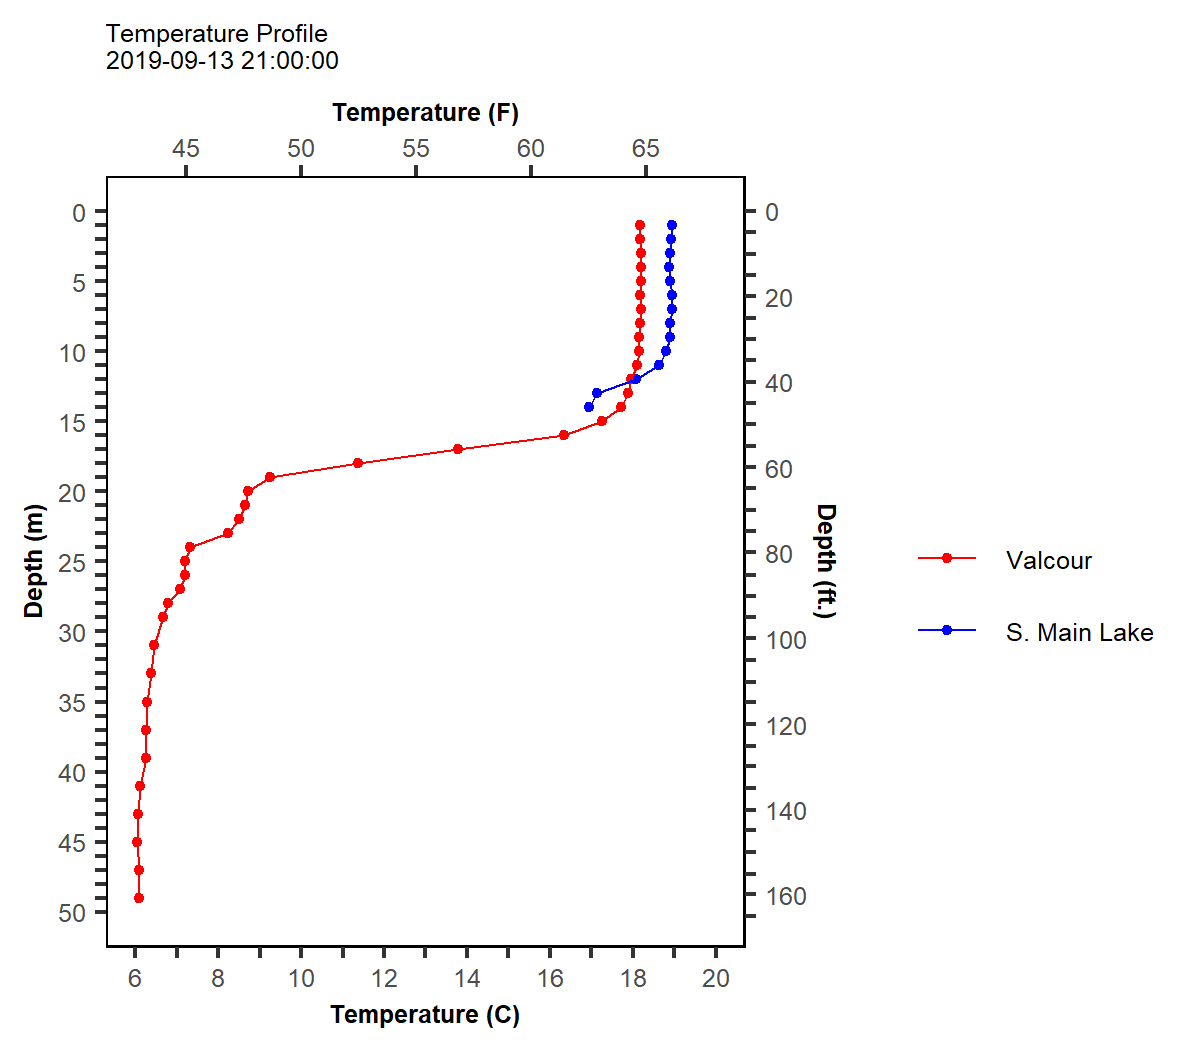 Temperature Profile
2019-09-13 21:00:00
Temperature (F)
45 50 55 60 65
0 0
5
20
10
40
15
60
20
Depth (m) Depth (ft.)
80
25
Valcour
30
100
S. Main Lake
35
120
40
140
45
160
50
6 8 10 12 14 16 18 20
Temperature (C)